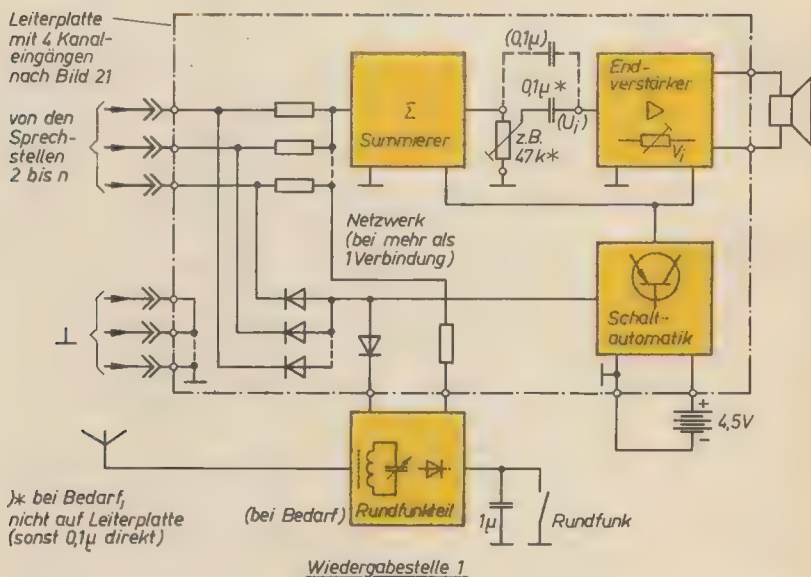 Leiterplatte
mit 4 Kanal-
eingängen
nach Bild 21
von den
Sprech-
stellen
2 bis n
Σ
Summierer
(0,1µ)
0,1µ*
(Ui)
z.B.
47k*
End-
verstärker
Vi
Netzwerk
(bei mehr als
1 Verbindung)
Schalt-
automatik
⊥
+
4,5V
–
)* bei Bedarf,
nicht auf Leiterplatte
(sonst 0,1µ direkt)
(bei Bedarf)
Rundfunkteil
1µ
Rundfunk
Wiedergabestelle 1